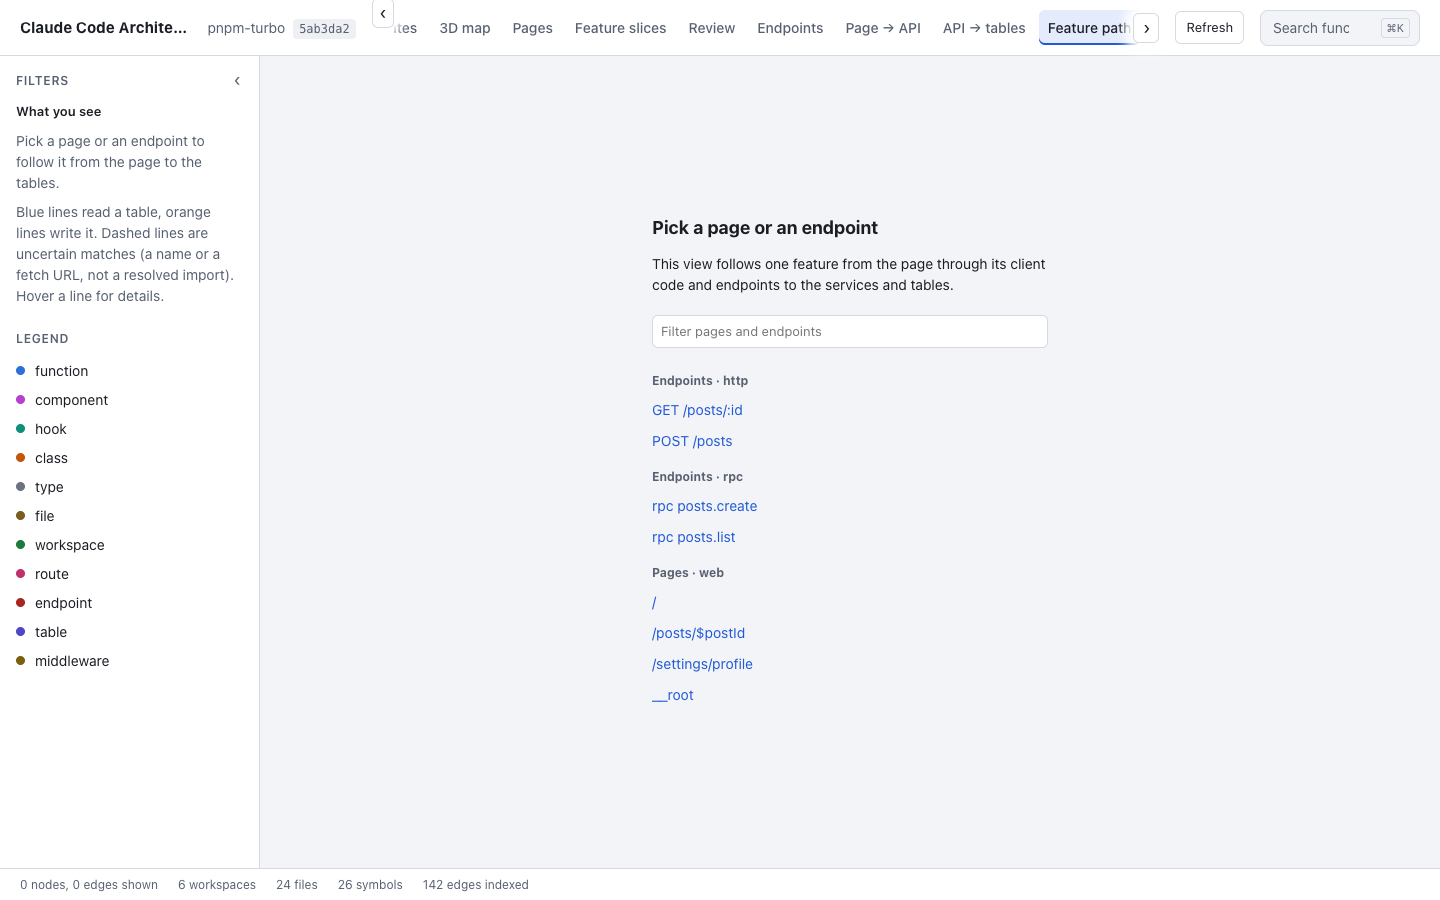 Claude Code Archite...
pnpm-turbo 5ab3da2
‹
tes
3D map
Pages
Feature slices
Review
Endpoints
Page → API
API → tables
Feature path
›
Refresh
Search func
⌘K
FILTERS
‹
What you see
Pick a page or an endpoint to
follow it from the page to the
tables.
Blue lines read a table, orange
lines write it. Dashed lines are
uncertain matches (a name or a
fetch URL, not a resolved import).
Hover a line for details.
LEGEND
function
component
hook
class
type
file
workspace
route
endpoint
table
middleware
Pick a page or an endpoint
This view follows one feature from the page through its client
code and endpoints to the services and tables.
Filter pages and endpoints
Endpoints · http
GET /posts/:id
POST /posts
Endpoints · rpc
rpc posts.create
rpc posts.list
Pages · web
/
/posts/$postId
/settings/profile
__root
0 nodes, 0 edges shown
6 workspaces
24 files
26 symbols
142 edges indexed